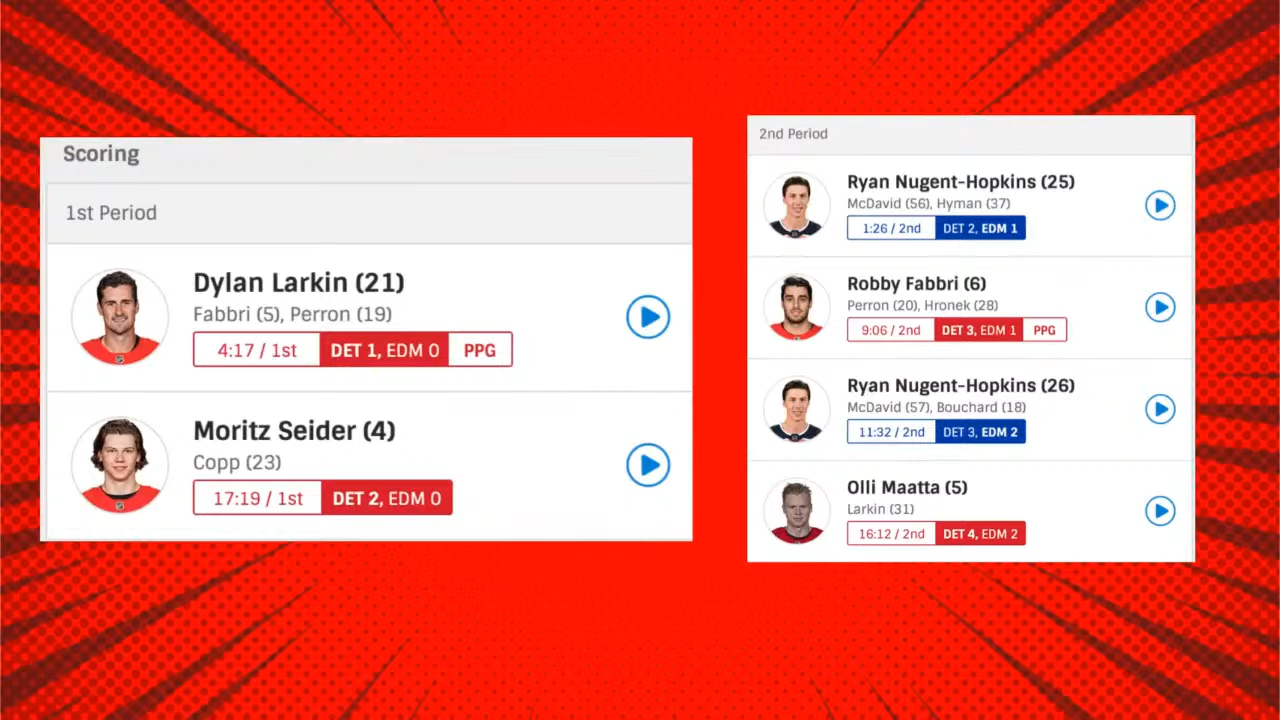 Scoring
1st Period
Dylan Larkin (21)
Fabbri (5), Perron (19)
4:17 / 1st DET 1, EDM 0 PPG
Moritz Seider (4)
Copp (23)
17:19 / 1st DET 2, EDM 0
2nd Period
Ryan Nugent-Hopkins (25)
McDavid (56), Hyman (37)
1:26 / 2nd DET 2, EDM 1
Robby Fabbri (6)
Perron (20), Hronek (28)
9:06 / 2nd DET 3, EDM 1 PPG
Ryan Nugent-Hopkins (26)
McDavid (57), Bouchard (18)
11:32 / 2nd DET 3, EDM 2
Olli Maatta (5)
Larkin (31)
16:12 / 2nd DET 4, EDM 2